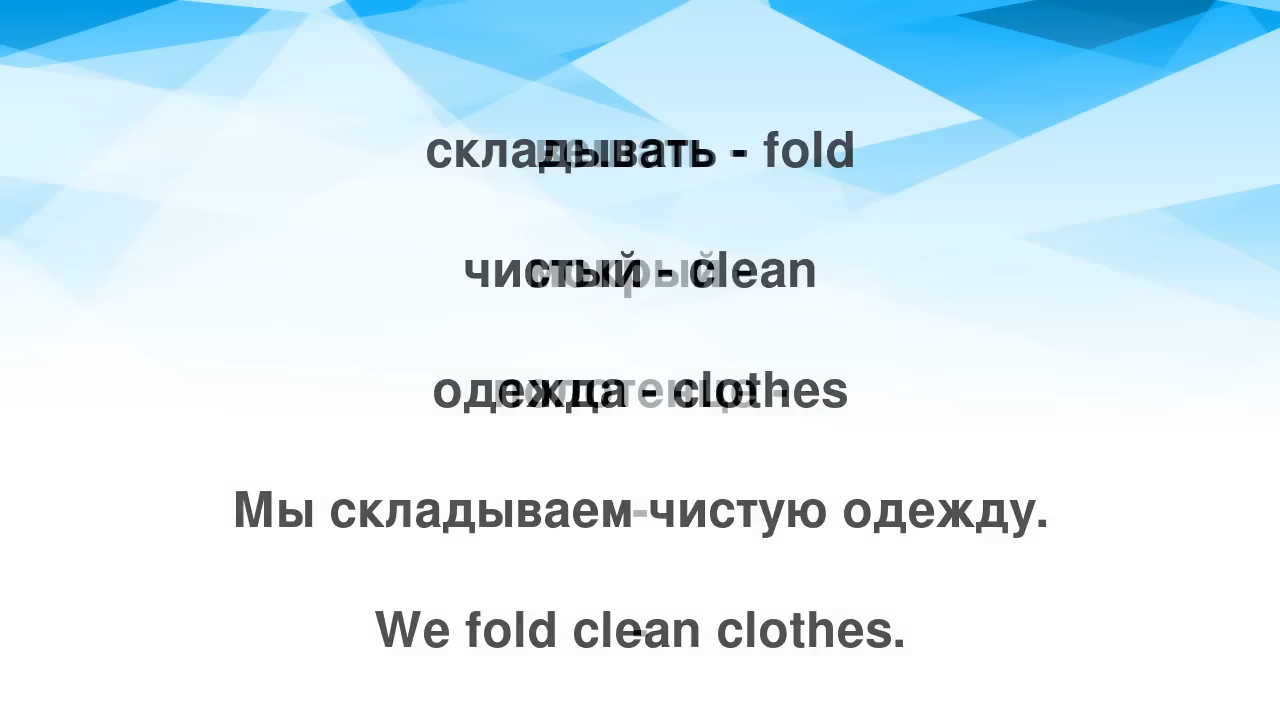 складывать - fold
чистый - clean
одежда - clothes
Мы складываем чистую одежду.
We fold clean clothes.